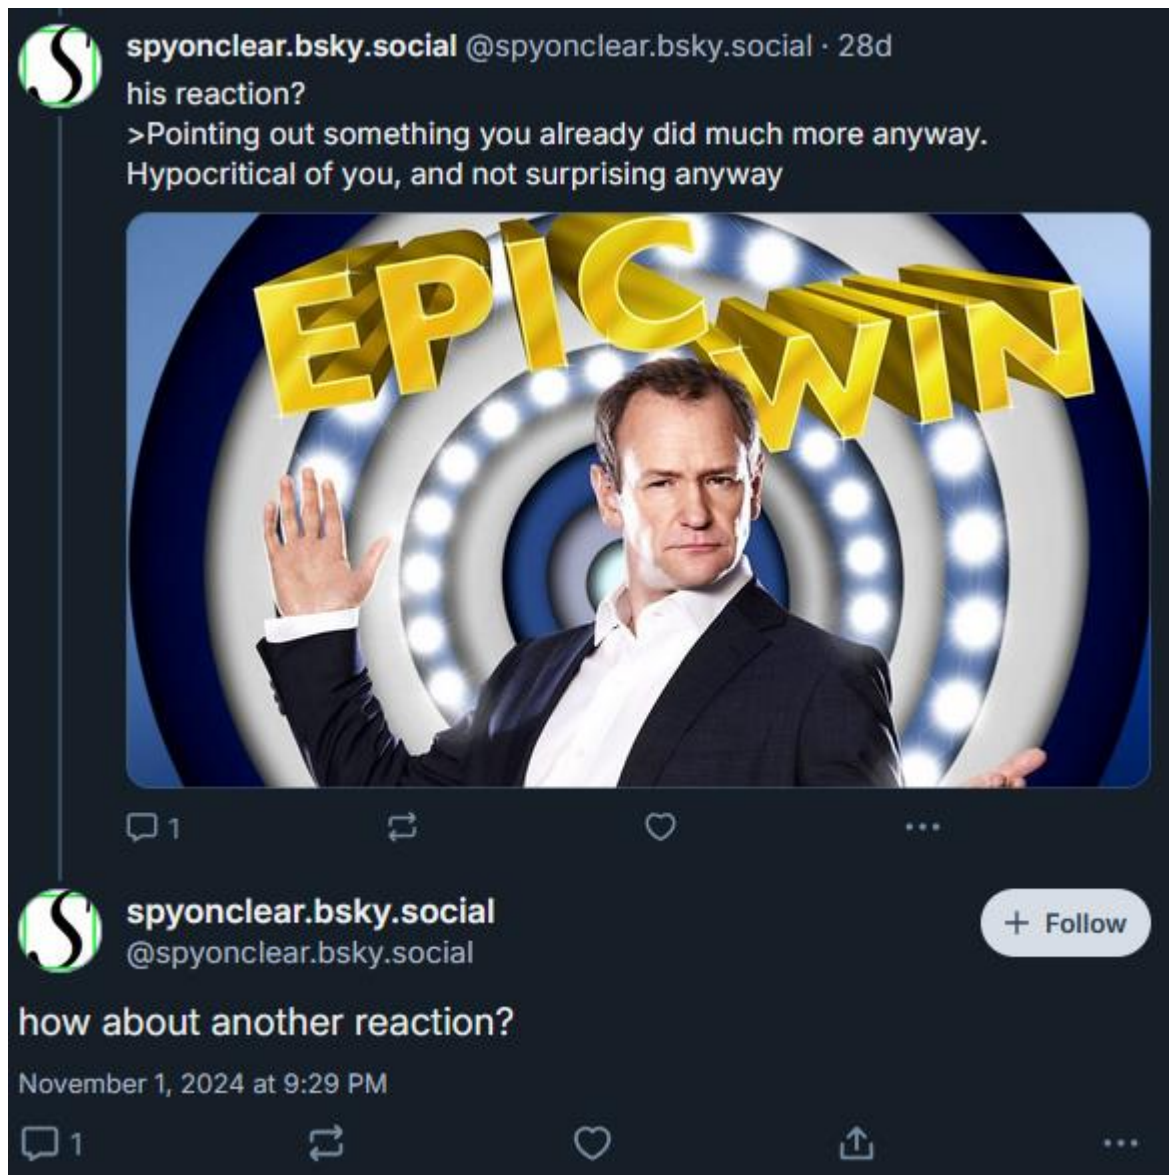 spyonclear.bsky.social @spyonclear.bsky.social · 28d
his reaction?
>Pointing out something you already did much more anyway.
Hypocritical of you, and not surprising anyway
EPIC WIN
1
spyonclear.bsky.social
@spyonclear.bsky.social
+ Follow
how about another reaction?
November 1, 2024 at 9:29 PM
1